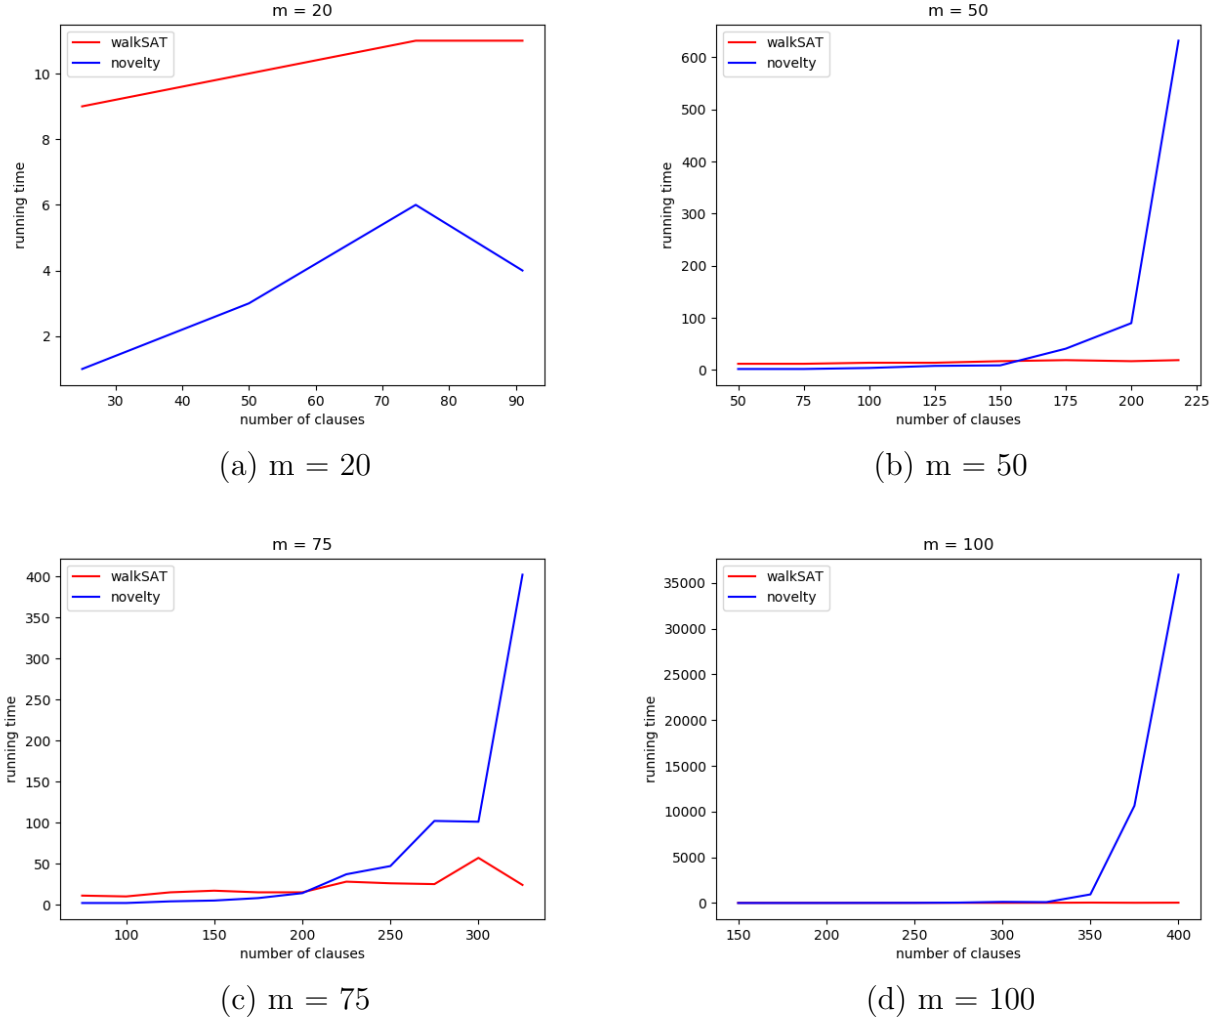 m = 20
walkSAT
novelty
10
8
6
4
2
running time
30 40 50 60 70 80 90
number of clauses
(a) m = 20
m = 50
walkSAT
novelty
600
500
400
300
200
100
0
running time
50 75 100 125 150 175 200 225
number of clauses
(b) m = 50
m = 75
walkSAT
novelty
400
350
300
250
200
150
100
50
0
running time
100 150 200 250 300
number of clauses
(c) m = 75
m = 100
walkSAT
novelty
35000
30000
25000
20000
15000
10000
5000
0
running time
150 200 250 300 350 400
number of clauses
(d) m = 100